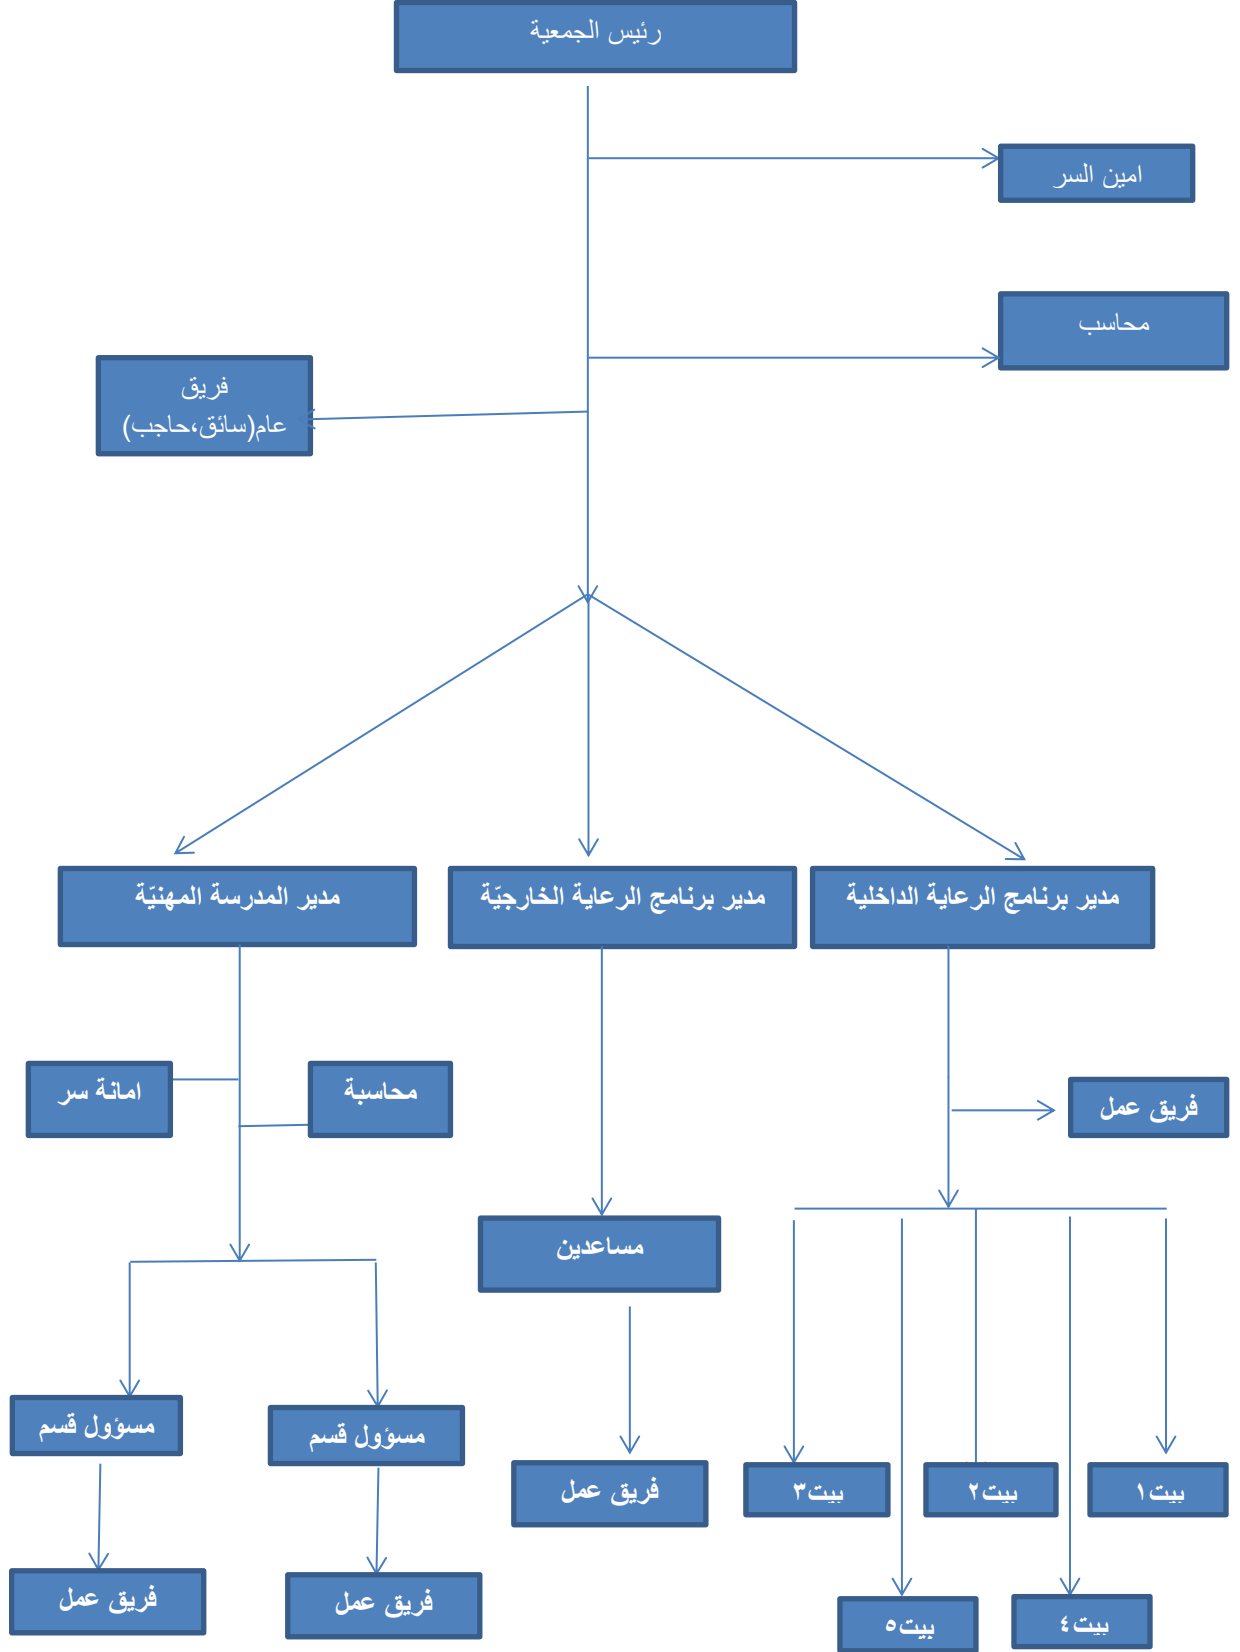 رئيس الجمعية
امين السر
محاسب
فريق
عام(سائق،حاجب)
مدير برنامج الرعاية الداخلية
مدير برنامج الرعاية الخارجيّة
مدير المدرسة المهنيّة
فريق عمل
محاسبة
امانة سر
مساعدين
مسؤول قسم
مسؤول قسم
بيت١
بيت٢
بيت٣
فريق عمل
فريق عمل
فريق عمل
بيت٤
بيت٥